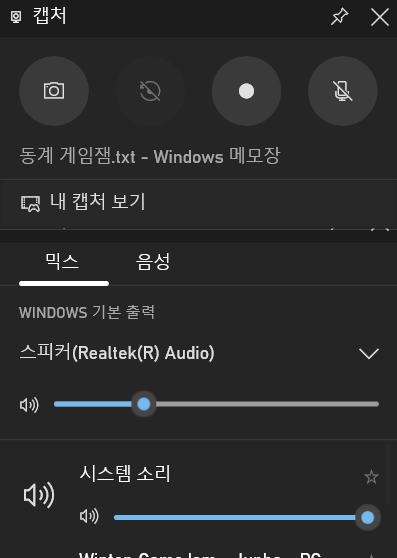 캡처
동계 게임잼.txt - Windows 메모장
내 캡처 보기
믹스 음성
WINDOWS 기본 출력
스피커(Realtek(R) Audio)
시스템 소리